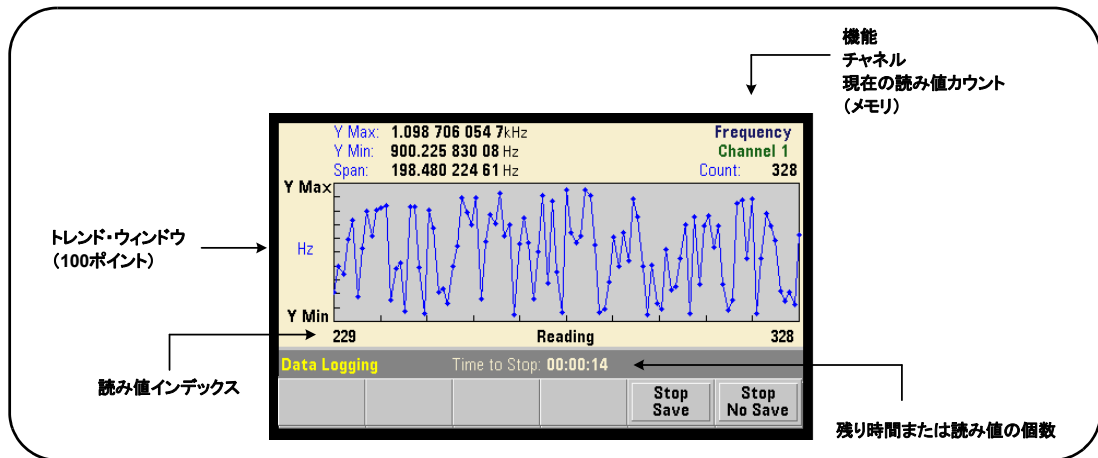 機能
チャネル
現在の読み値カウント
（メモリ）
Y Max: 1.098 706 054 7kHz
Frequency
Y Min: 900.225 830 08 Hz
Channel 1
Span: 198.480 224 61 Hz
Count: 328
Y Max
トレンド・ウィンドウ
（100ポイント）
Hz
Y Min
229 Reading 328
Data Logging Time to Stop: 00:00:14
読み値インデックス
Stop
Save
Stop
No Save
残り時間または読み値の個数